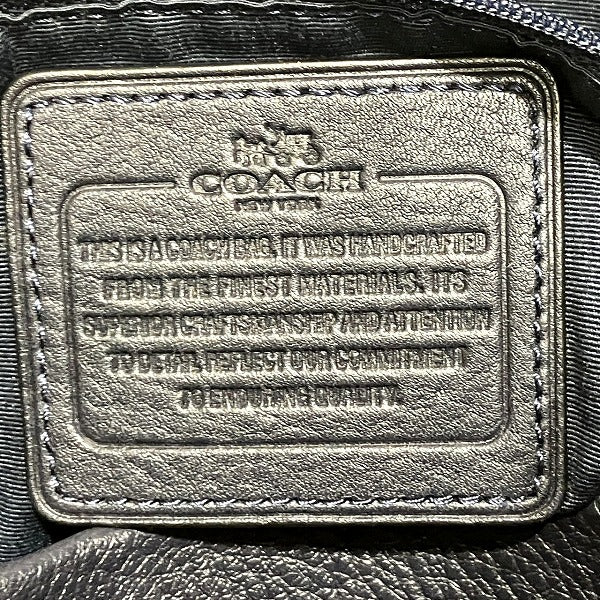 COACH
NEW YORK
THIS IS A COACH BAG. IT WAS HANDCRAFTED
FROM THE FINEST MATERIALS. ITS
SUPERIOR CRAFTSMANSHIP AND ATTENTION
TO DETAIL REFLECT OUR COMMITMENT
TO ENDURING QUALITY.